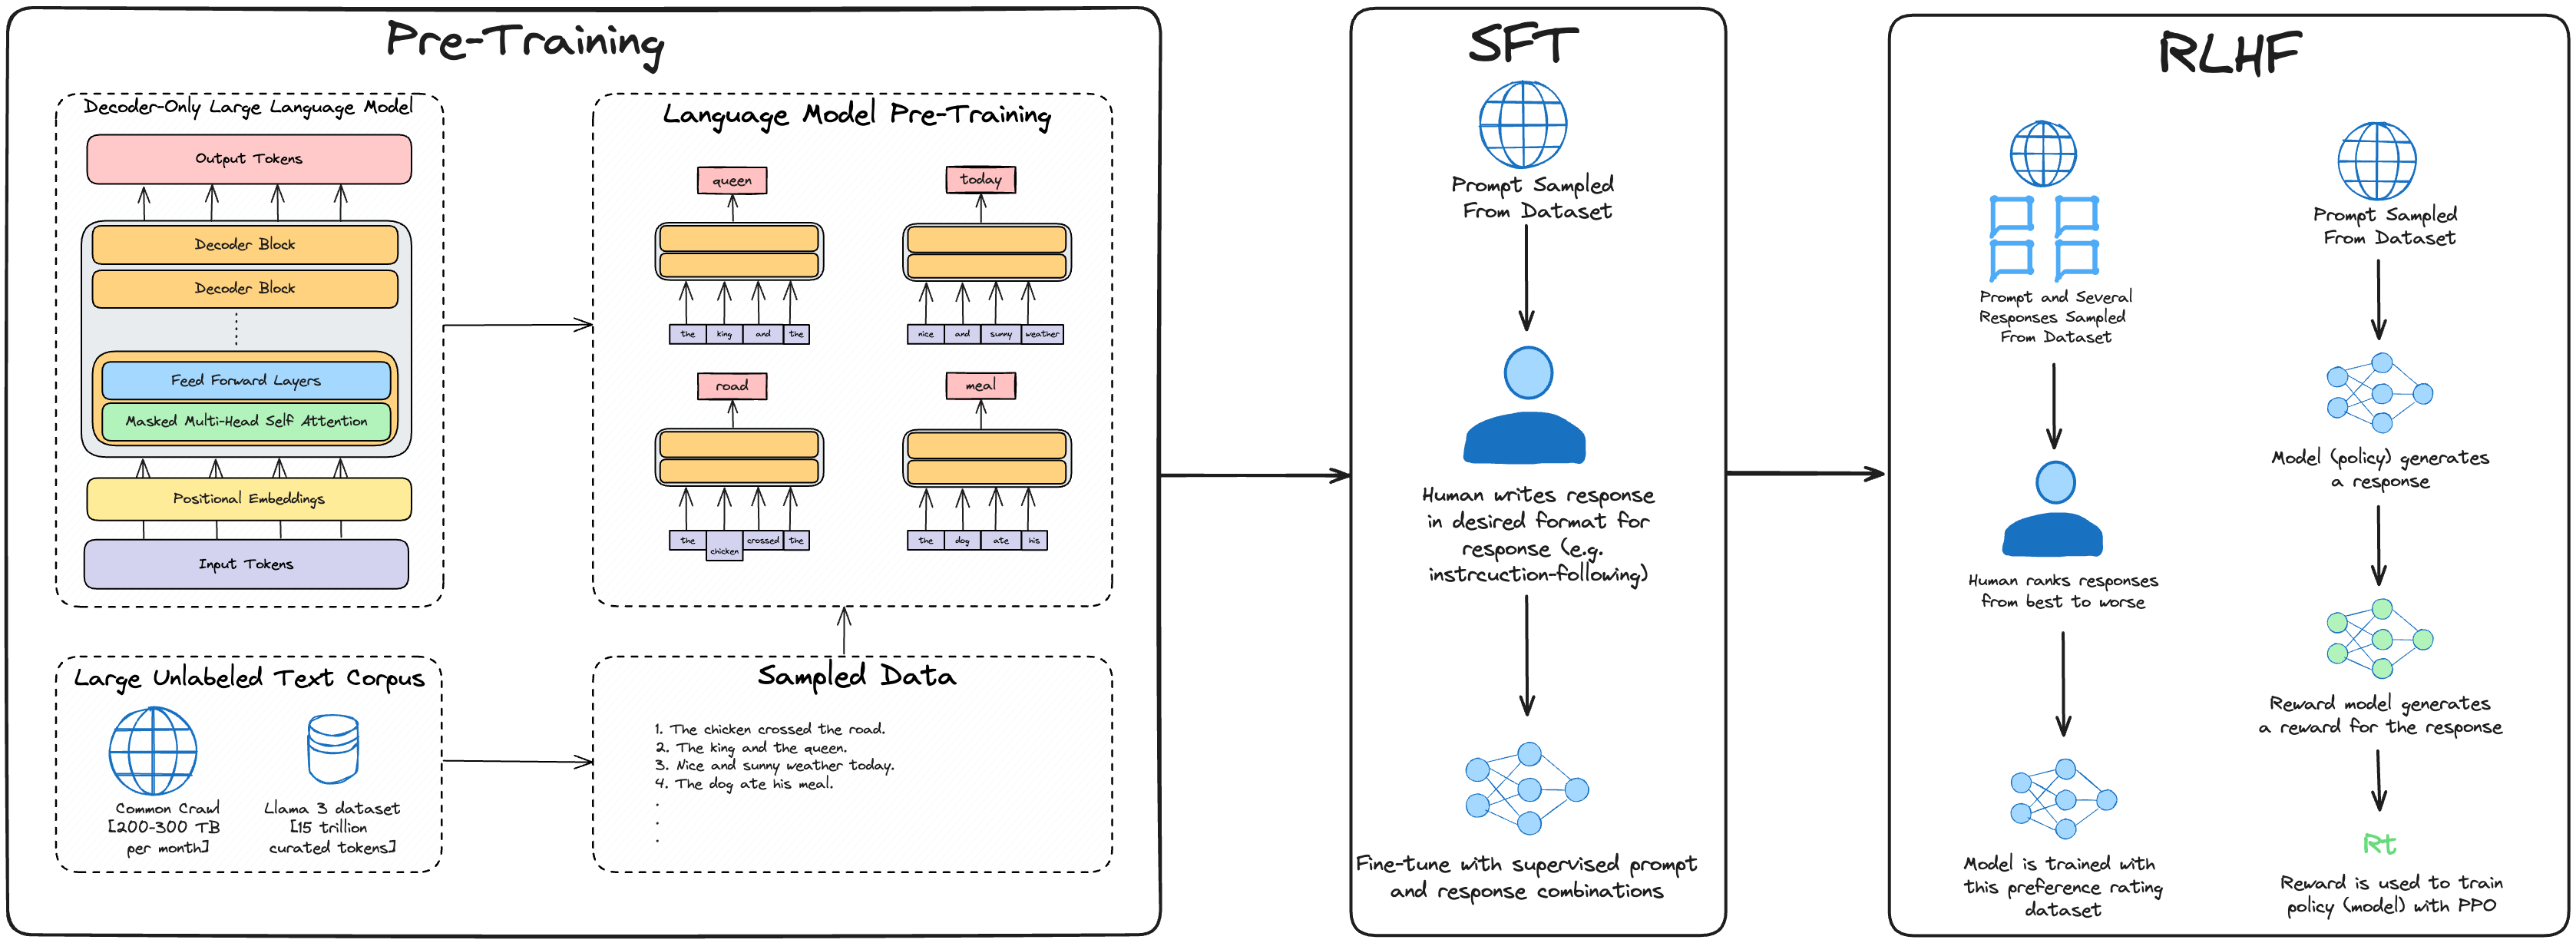 Pre-Training
Decoder-Only Large Language Model
Output Tokens
Decoder Block
Decoder Block
Feed Forward Layers
Masked Multi-Head Self Attention
Positional Embeddings
Input Tokens
Language Model Pre-Training
queen
the king and the
today
nice and sunny weather
road
the chicken crossed the
meal
the dog ate his
Large Unlabeled Text Corpus
Common Crawl
[200-300 TB
per month]
Llama 3 dataset
[15 trillion
curated tokens]
Sampled Data
1. The chicken crossed the road.
2. The king and the queen.
3. Nice and sunny weather today.
4. The dog ate his meal.
.
.
.
SFT
Prompt Sampled
From Dataset
Human writes response
in desired format for
response (e.g.
instrcuction-following)
Fine-tune with supervised prompt
and response combinations
RLHF
Prompt and Several
Responses Sampled
From Dataset
Human ranks responses
from best to worse
Model is trained with
this preference rating
dataset
Prompt Sampled
From Dataset
Model (policy) generates
a response
Reward model generates
a reward for the response
Rt
Reward is used to train
policy (model) with PPO